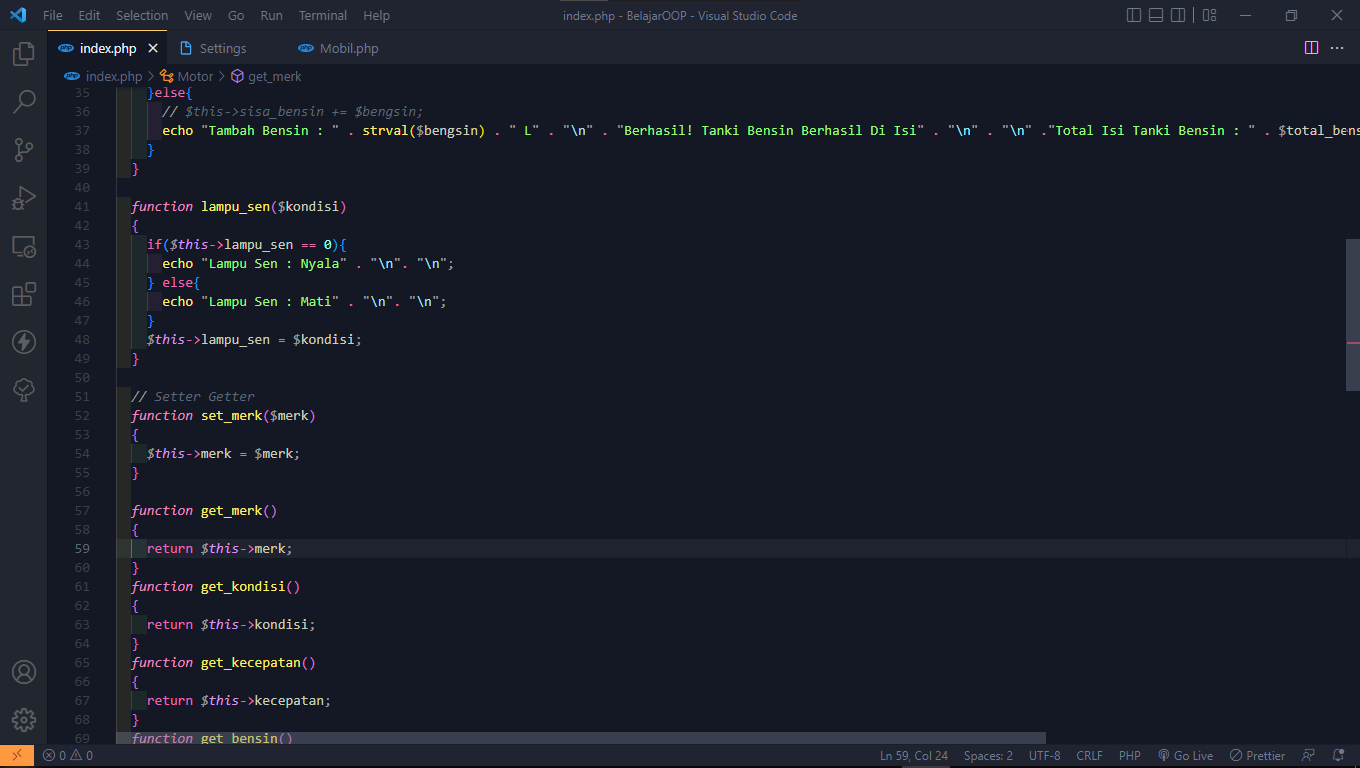 File Edit Selection View Go Run Terminal Help index.php - BelajarOOP - Visual Studio Code
php index.php Settings php Mobil.php
php index.php > Motor > get_merk
35 }else{
36 // $this->sisa_bensin += $bengsin;
37 echo "Tambah Bensin : " . strval($bengsin) . " L" . "\n" . "Berhasil! Tanki Bensin Berhasil Di Isi" . "\n" . "\n" ."Total Isi Tanki Bensin : " . $total_bens
38 }
39 }
40
41 function lampu_sen($kondisi)
42 {
43 if($this->lampu_sen == 0){
44 echo "Lampu Sen : Nyala" . "\n". "\n";
45 } else{
46 echo "Lampu Sen : Mati" . "\n". "\n";
47 }
48 $this->lampu_sen = $kondisi;
49 }
50
51 // Setter Getter
52 function set_merk($merk)
53 {
54 $this->merk = $merk;
55 }
56
57 function get_merk()
58 {
59 return $this->merk;
60 }
61 function get_kondisi()
62 {
63 return $this->kondisi;
64 }
65 function get_kecepatan()
66 {
67 return $this->kecepatan;
68 }
69 function get_bensin()
0 0 Ln 59, Col 24 Spaces: 2 UTF-8 CRLF PHP Go Live Prettier